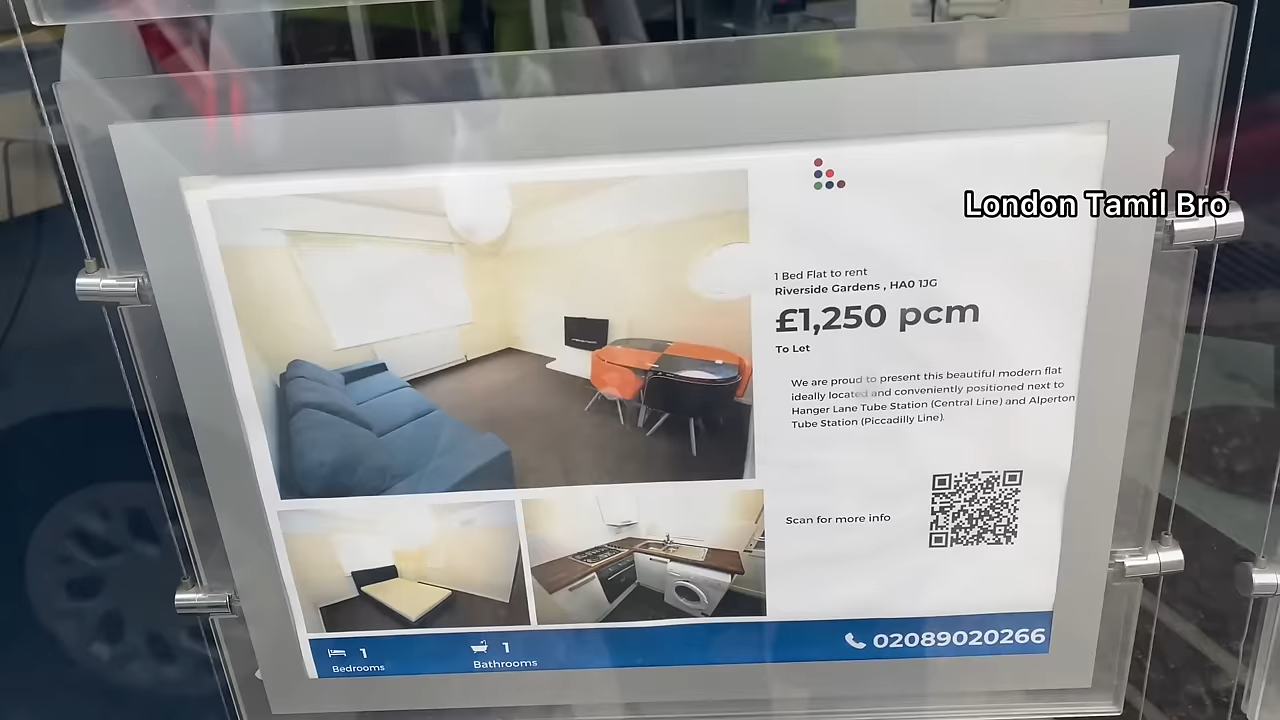 London Tamil Bro
1 Bed Flat to rent
Riverside Gardens , HA0 1JG
£1,250 pcm
To Let
We are proud to present this beautiful modern flat
ideally located and conveniently positioned next to
Hanger Lane Tube Station (Central Line) and Alperton
Tube Station (Piccadilly Line).
Scan for more info
1
Bedrooms
1
Bathrooms
02089020266